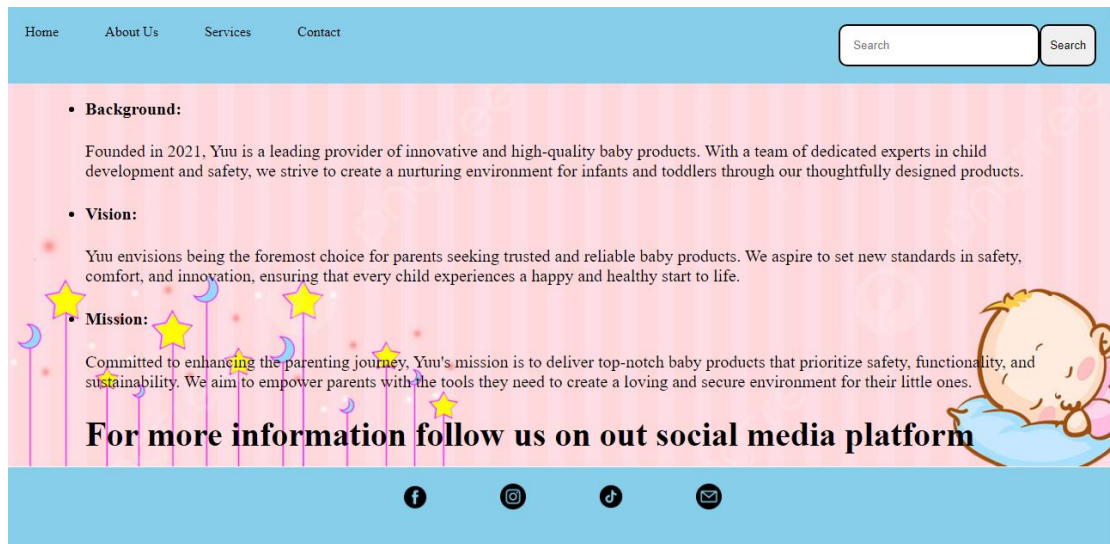 Home About Us Services Contact Search Search
Background:
Founded in 2021, Yuu is a leading provider of innovative and high-quality baby products. With a team of dedicated experts in child
development and safety, we strive to create a nurturing environment for infants and toddlers through our thoughtfully designed products.
Vision:
Yuu envisions being the foremost choice for parents seeking trusted and reliable baby products. We aspire to set new standards in safety,
comfort, and innovation, ensuring that every child experiences a happy and healthy start to life.
Mission:
Committed to enhancing the parenting journey, Yuu's mission is to deliver top-notch baby products that prioritize safety, functionality, and
sustainability. We aim to empower parents with the tools they need to create a loving and secure environment for their little ones.
For more information follow us on out social media platform